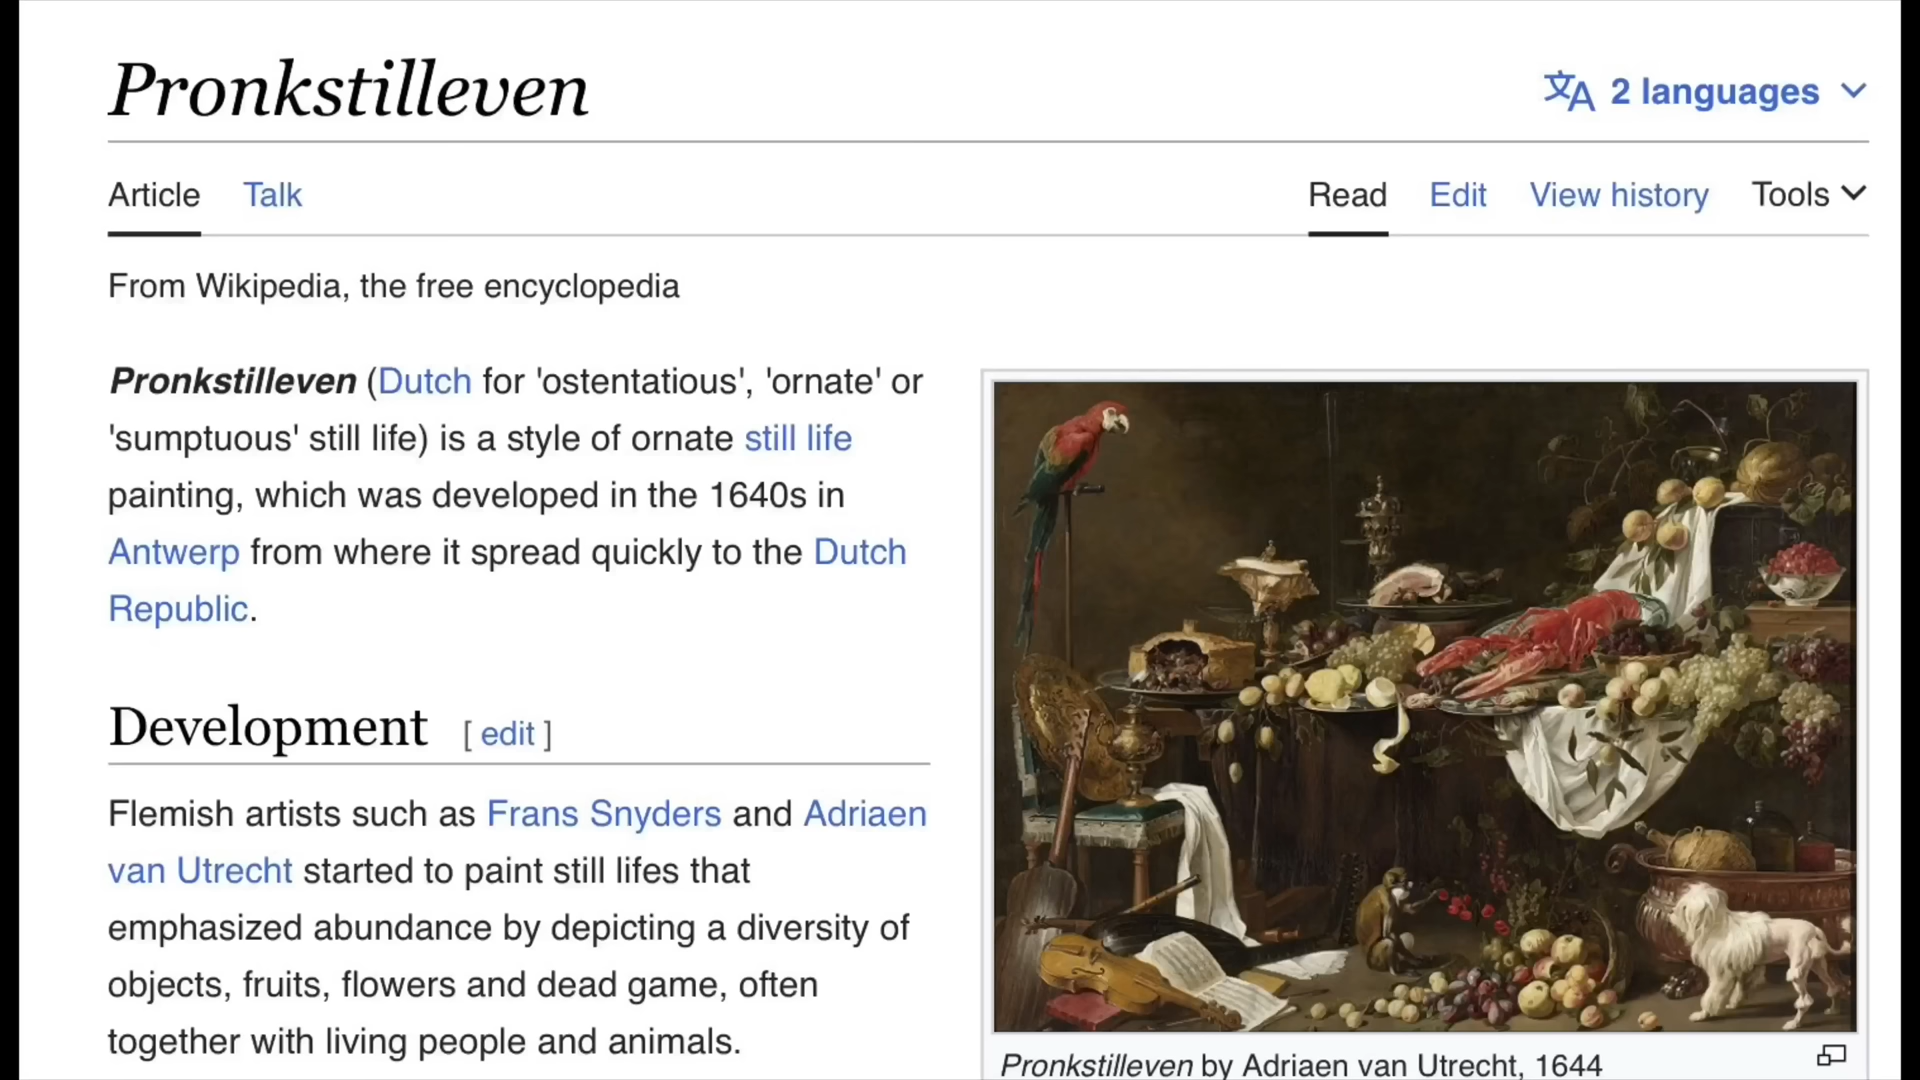 Pronkstilleven
2 languages
Article Talk Read Edit View history Tools
From Wikipedia, the free encyclopedia
Pronkstilleven (Dutch for 'ostentatious', 'ornate' or
'sumptuous' still life) is a style of ornate still life
painting, which was developed in the 1640s in
Antwerp from where it spread quickly to the Dutch
Republic.
Development [ edit ]
Flemish artists such as Frans Snyders and Adriaen
van Utrecht started to paint still lifes that
emphasized abundance by depicting a diversity of
objects, fruits, flowers and dead game, often
together with living people and animals.
Pronkstilleven by Adriaen van Utrecht, 1644